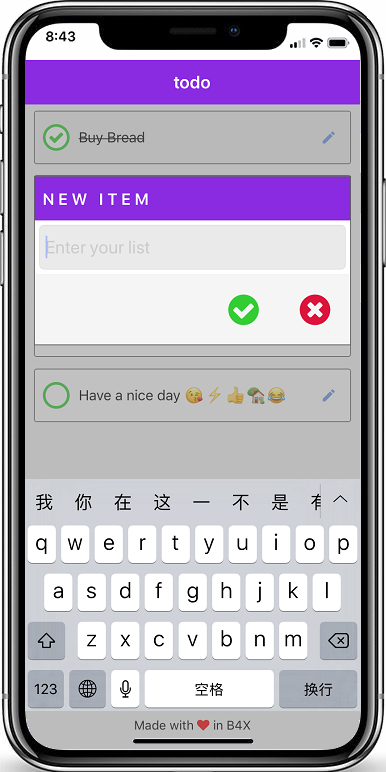 8:43
todo
Buy Bread
NEW ITEM
Enter your list
Have a nice day 😘⚡👍🏡😂
我 你 在 这 一 不 是
q w e r t y u i o p
a s d f g h j k l
z x c v b n m
123 空格 换行
Made with ❤ in B4X